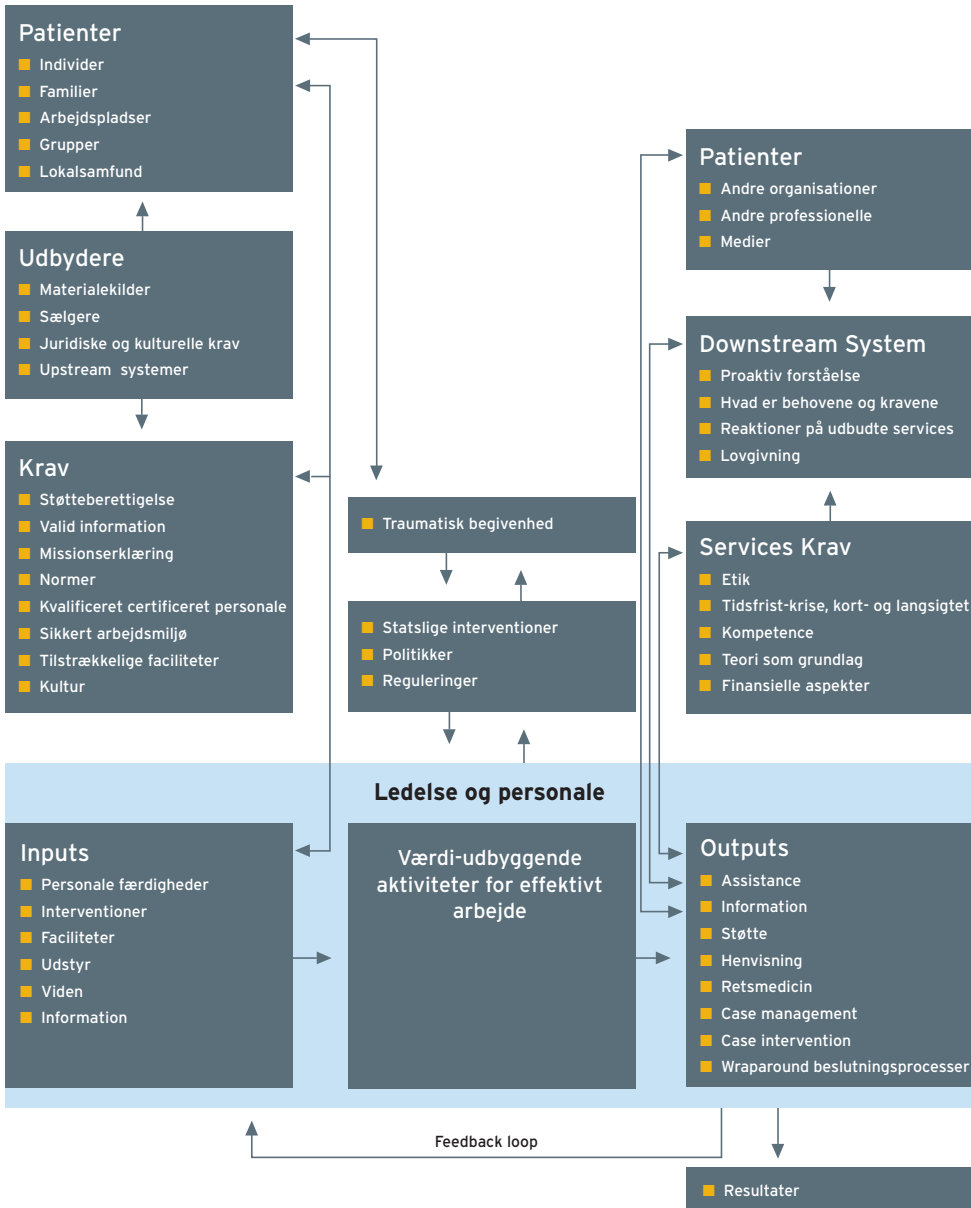 Patienter
Individer
Familier
Arbejdspladser
Grupper
Lokalsamfund
Udbydere
Materialekilder
Sælgere
Juridiske og kulturelle krav
Upstream systemer
Krav
Støtteberettigelse
Valid information
Missionserklæring
Normer
Kvalificeret certificeret personale
Sikkert arbejdsmiljø
Tilstrækkelige faciliteter
Kultur
Traumatisk begivenhed
Statslige interventioner
Politikker
Reguleringer
Patienter
Andre organisationer
Andre professionelle
Medier
Downstream System
Proaktiv forståelse
Hvad er behovene og kravene
Reaktioner på udbudte services
Lovgivning
Services Krav
Etik
Tidsfrist-krise, kort- og langsigtet
Kompetence
Teori som grundlag
Finansielle aspekter
Ledelse og personale
Inputs
Personale færdigheder
Interventioner
Faciliteter
Udstyr
Viden
Information
Værdi-udbyggende
aktiviteter for effektivt
arbejde
Outputs
Assistance
Information
Støtte
Henvisning
Retsmedicin
Case management
Case intervention
Wraparound beslutningsprocesser
Feedback loop
Resultater